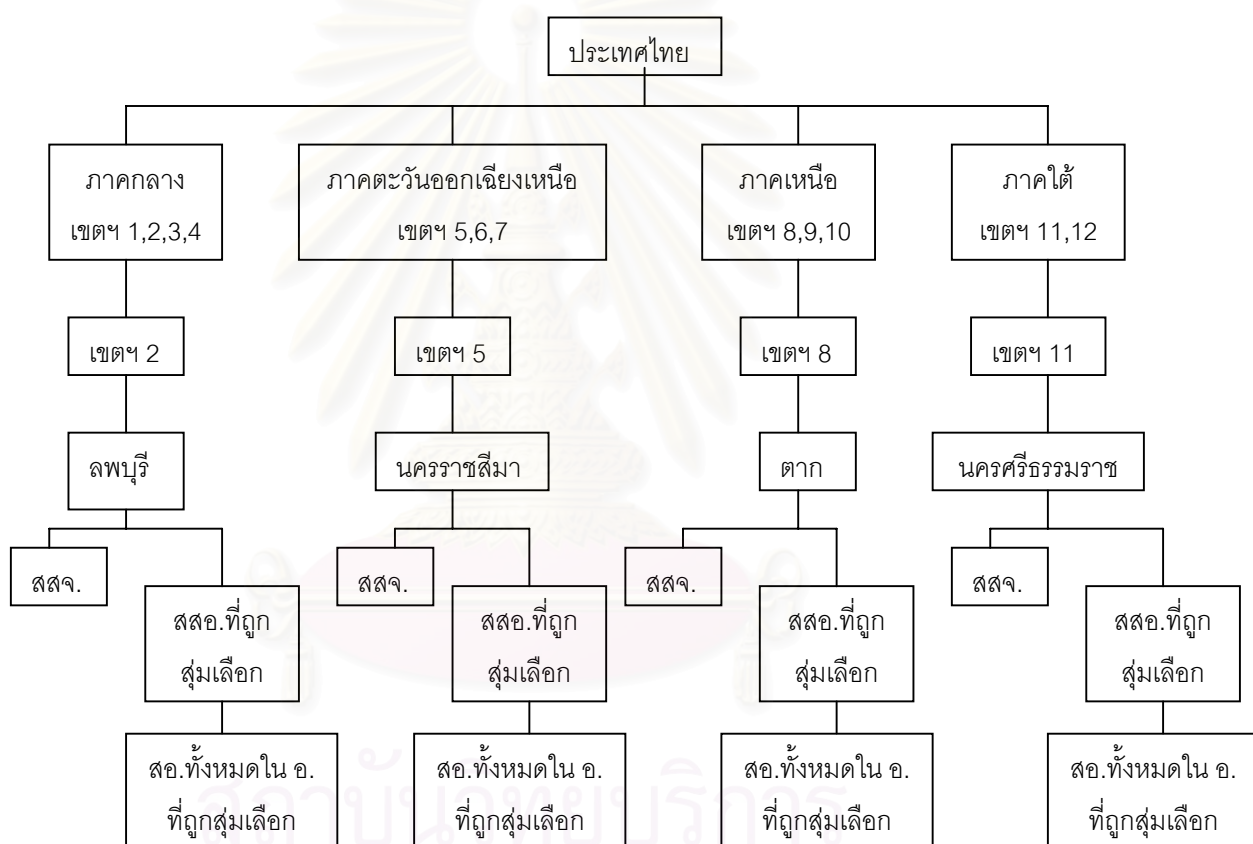 ประเทศไทย
ภาคกลาง
เขตฯ 1,2,3,4
ภาคตะวันออกเฉียงเหนือ
เขตฯ 5,6,7
ภาคเหนือ
เขตฯ 8,9,10
ภาคใต้
เขตฯ 11,12
เขตฯ 2
เขตฯ 5
เขตฯ 8
เขตฯ 11
ลพบุรี
นครราชสีมา
ตาก
นครศรีธรรมราช
สสจ.
สสจ.
สสจ.
สสจ.
สสอ.ที่ถูก
สุ่มเลือก
สสอ.ที่ถูก
สุ่มเลือก
สสอ.ที่ถูก
สุ่มเลือก
สสอ.ที่ถูก
สุ่มเลือก
สอ.ทั้งหมดใน อ.
ที่ถูกสุ่มเลือก
สอ.ทั้งหมดใน อ.
ที่ถูกสุ่มเลือก
สอ.ทั้งหมดใน อ.
ที่ถูกสุ่มเลือก
สอ.ทั้งหมดใน อ.
ที่ถูกสุ่มเลือก
สถาบันวิทยบริการ